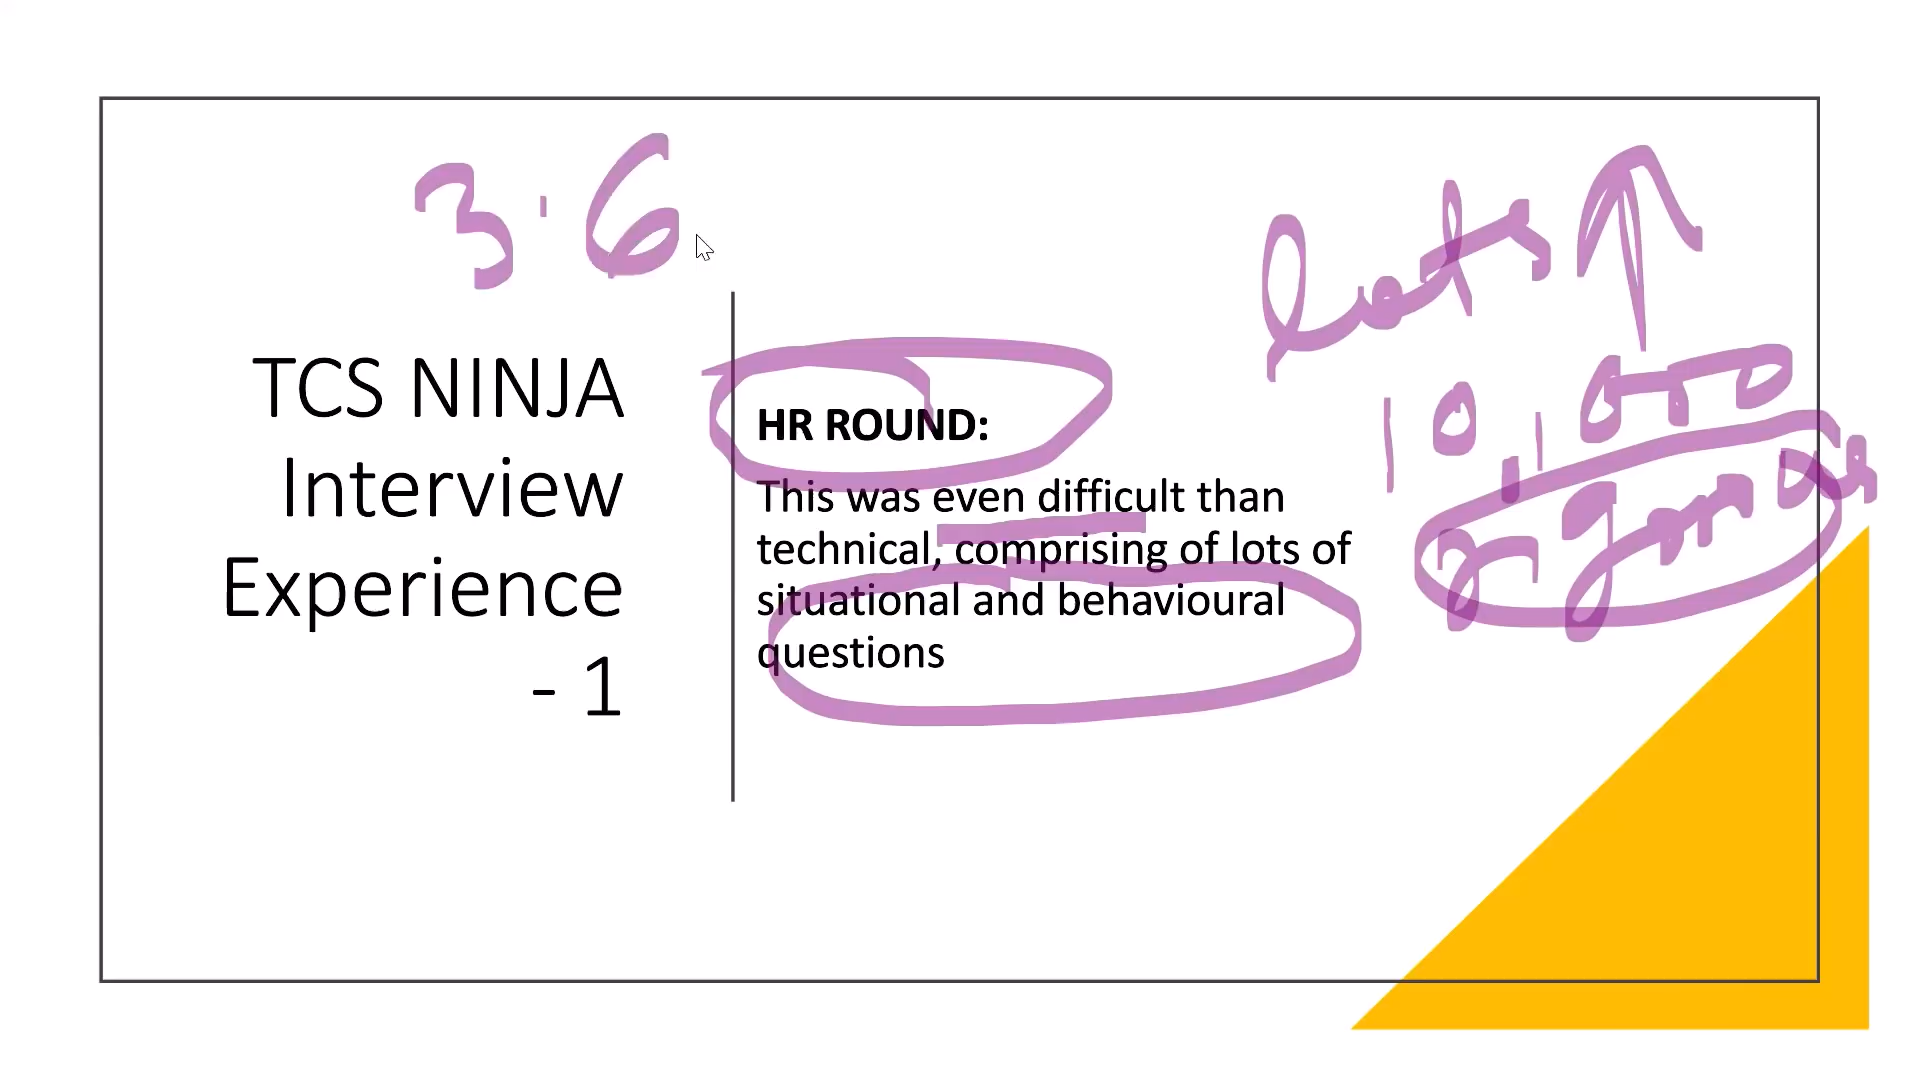 3.6
lots
TCS NINJA
Interview
Experience
- 1
HR ROUND:
This was even difficult than
technical, comprising of lots of
situational and behavioural
questions
10,000